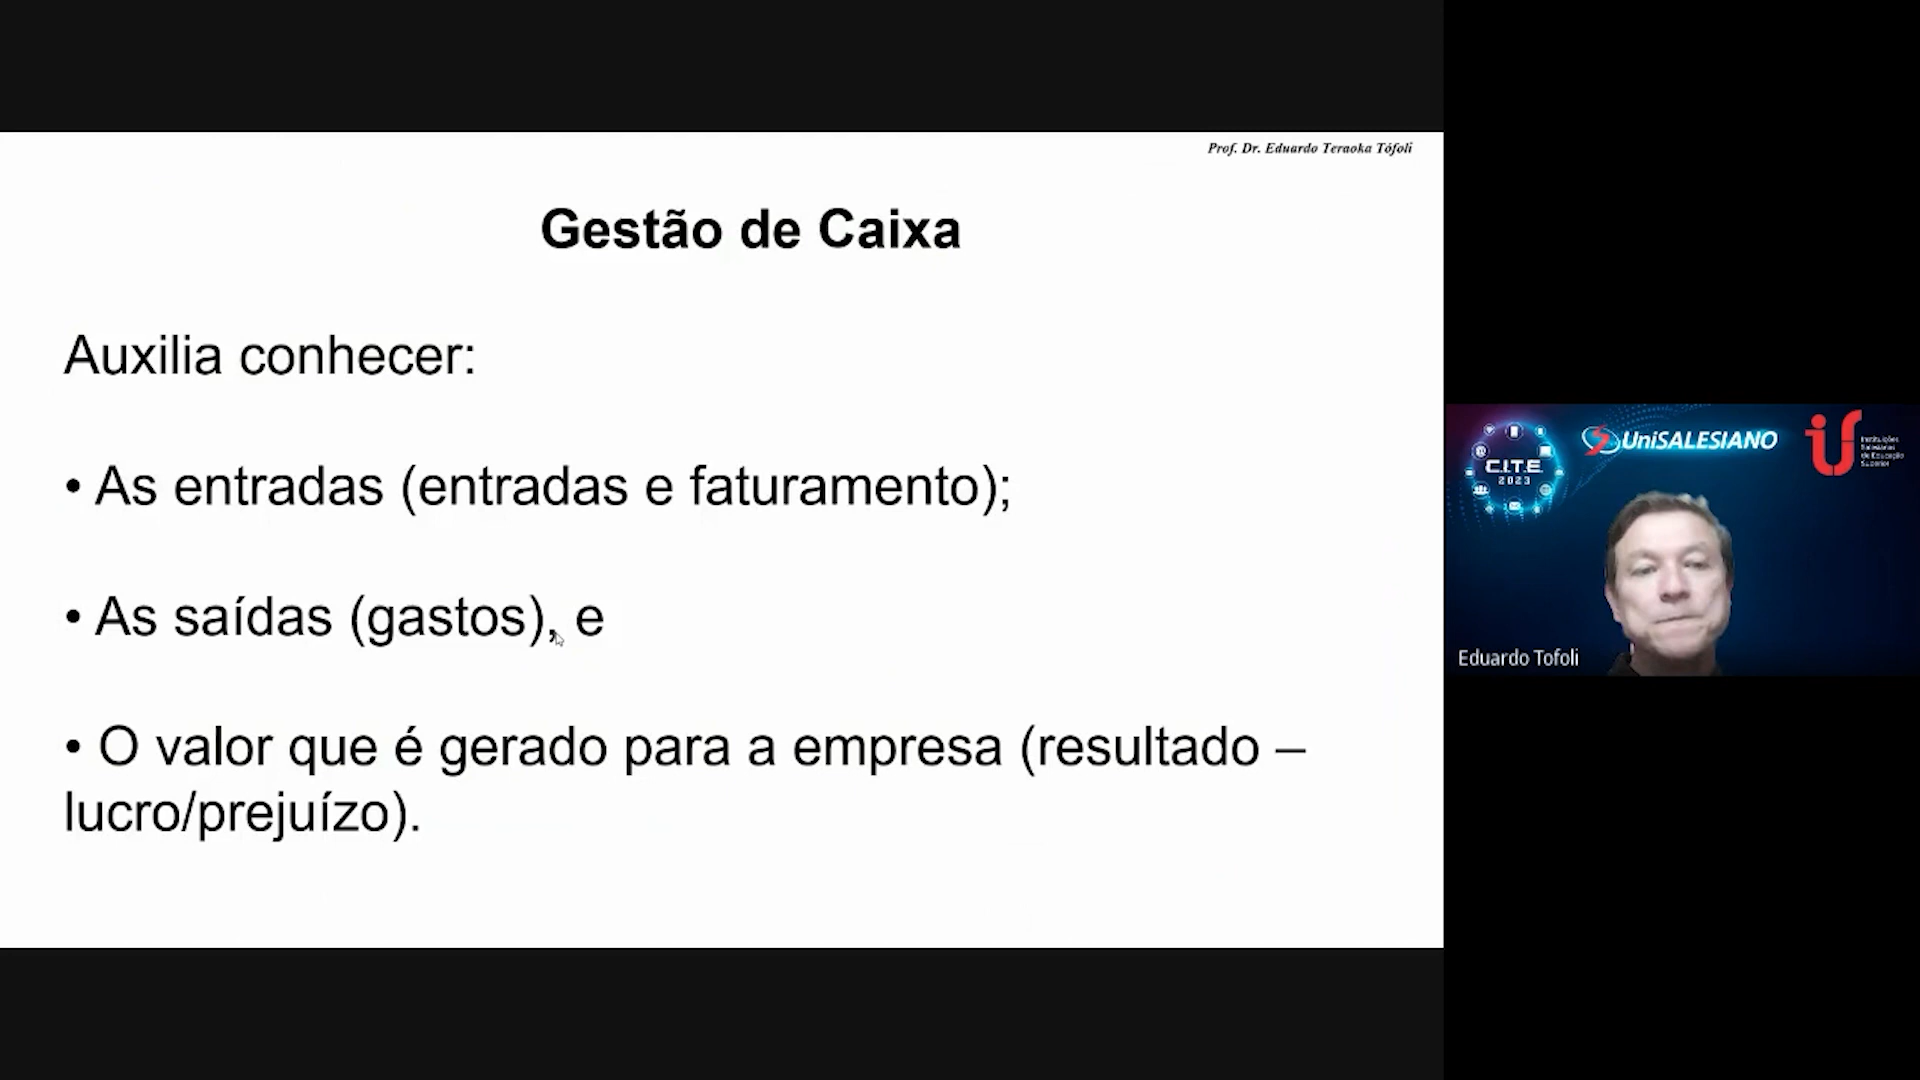 Prof. Dr. Eduardo Teraoka Tófoli
Gestão de Caixa
Auxilia conhecer:
• As entradas (entradas e faturamento);
• As saídas (gastos), e
• O valor que é gerado para a empresa (resultado –
lucro/prejuízo).
C.I.T.E
2023
UniSALESIANO
Instituições
Salesianas
de Educação
Superior
Eduardo Tofoli